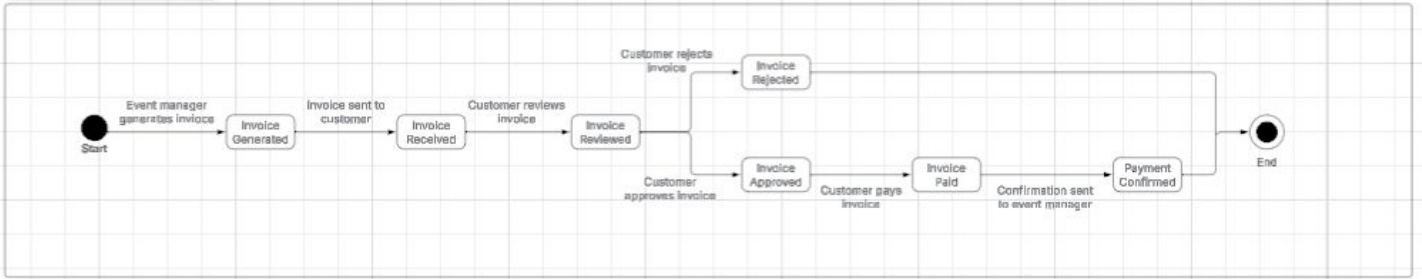 Start
Event manager
generates invioce
Invoice
Generated
Invoice sent to
customer
Invoice
Received
Customer reviews
invoice
Invoice
Reviewed
Customer rejects
invoice
Invoice
Rejected
Customer
approves invoice
Invoice
Approved
Customer pays
invoice
Invoice
Paid
Confirmation sent
to event manager
Payment
Confirmed
End